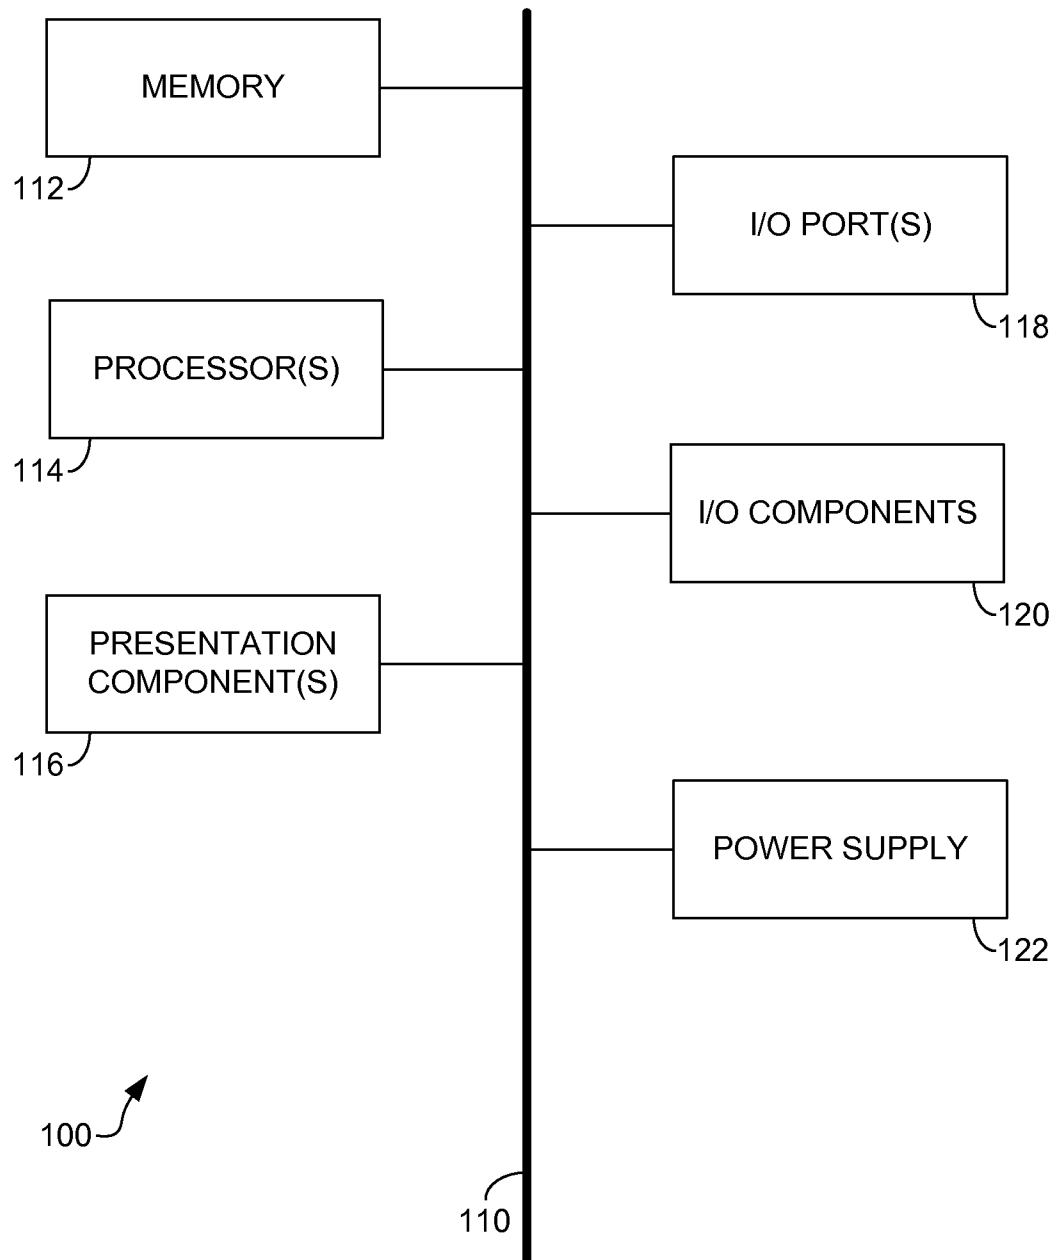 MEMORY
112
I/O PORT(S)
118
PROCESSOR(S)
114
I/O COMPONENTS
120
PRESENTATION
COMPONENT(S)
116
POWER SUPPLY
122
100
110